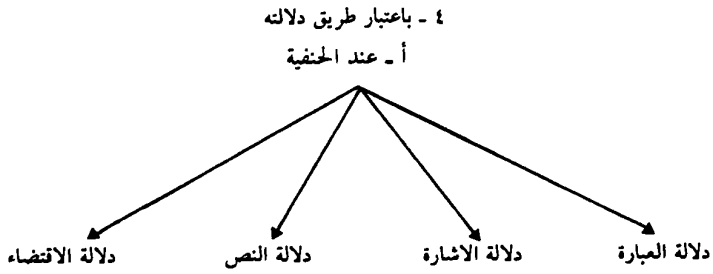 ٤ ـ باعتبار طريق دلالته
أ ـ عند الحنفية
دلالة العبارة دلالة الاشارة دلالة النص دلالة الاقتضاء